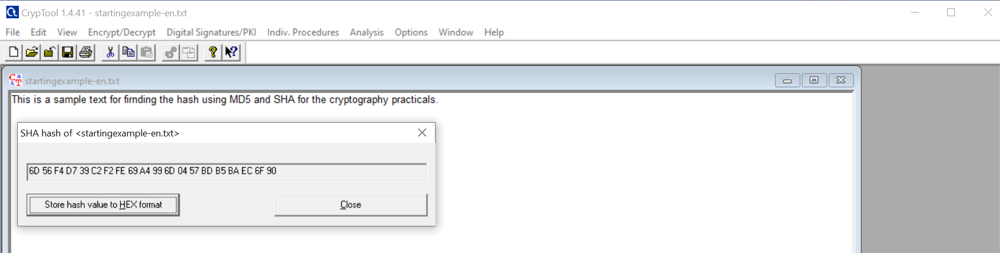 CrypTool 1.4.41 - startingexample-en.txt
File Edit View Encrypt/Decrypt Digital Signatures/PKI Indiv. Procedures Analysis Options Window Help
startingexample-en.txt
This is a sample text for firnding the hash using MD5 and SHA for the cryptography practicals.
SHA hash of <startingexample-en.txt>
6D 56 F4 D7 39 C2 F2 FE 69 A4 99 6D 04 57 BD B5 BA EC 6F 90
Store hash value to HEX format Close